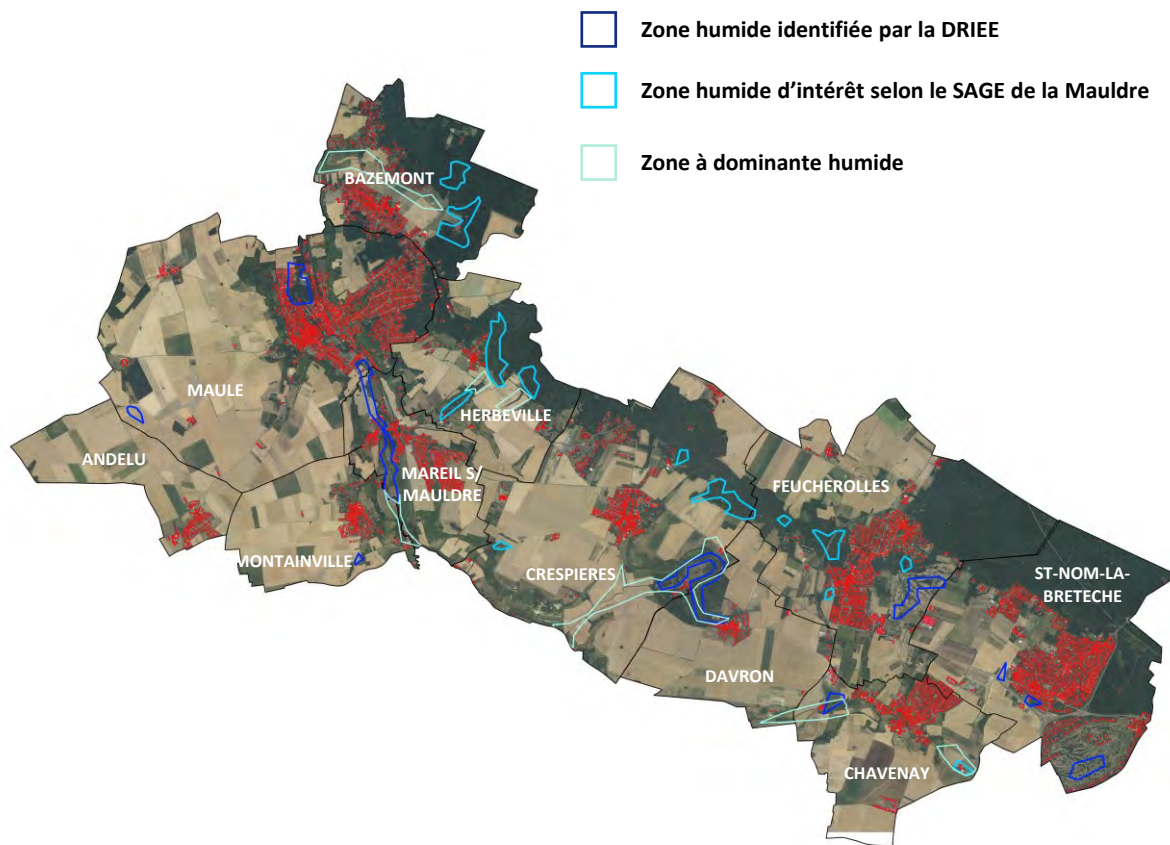 Zone humide identifiée par la DRIEE
Zone humide d’intérêt selon le SAGE de la Mauldre
Zone à dominante humide
BAZEMONT
MAULE
HERBEVILLE
ANDELU
MAREIL S/
MAULDRE
FEUCHEROLLES
MONTAINVILLE
CRESPIERES
ST-NOM-LA-
BRETECHE
DAVRON
CHAVENAY